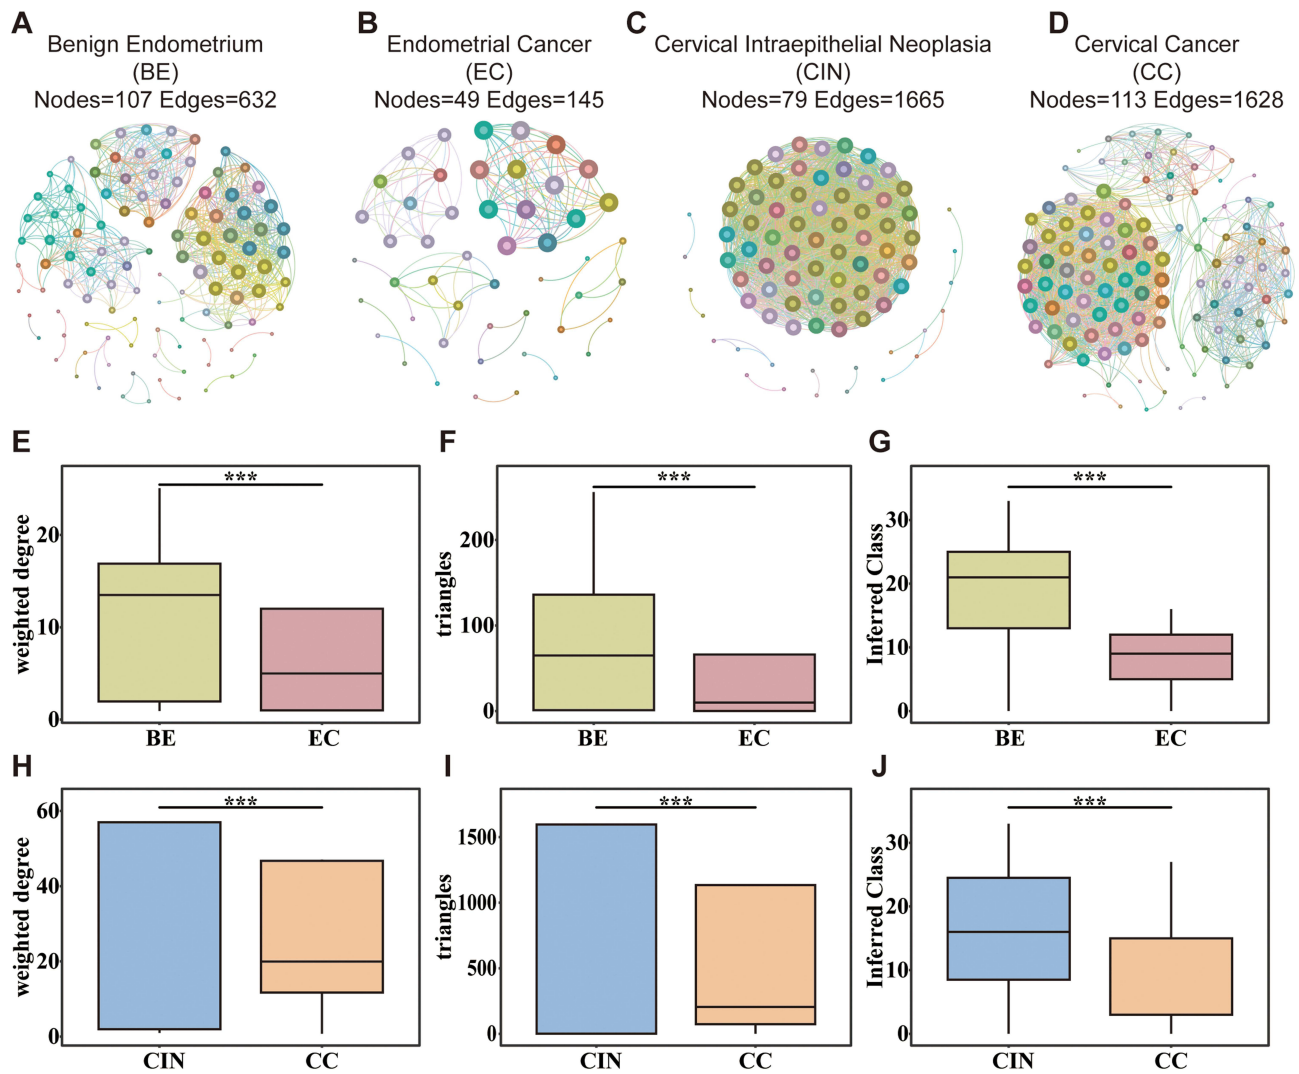 A
Benign Endometrium
(BE)
Nodes=107 Edges=632
B
Endometrial Cancer
(EC)
Nodes=49 Edges=145
C
Cervical Intraepithelial Neoplasia
(CIN)
Nodes=79 Edges=1665
D
Cervical Cancer
(CC)
Nodes=113 Edges=1628
E
***
weighted degree
20
10
0
BE
EC
F
***
triangles
200
100
0
BE
EC
G
***
Inferred Class
30
20
10
0
BE
EC
H
***
weighted degree
60
40
20
0
CIN
CC
I
***
triangles
1500
1000
500
0
CIN
CC
J
***
Inferred Class
30
20
10
0
CIN
CC